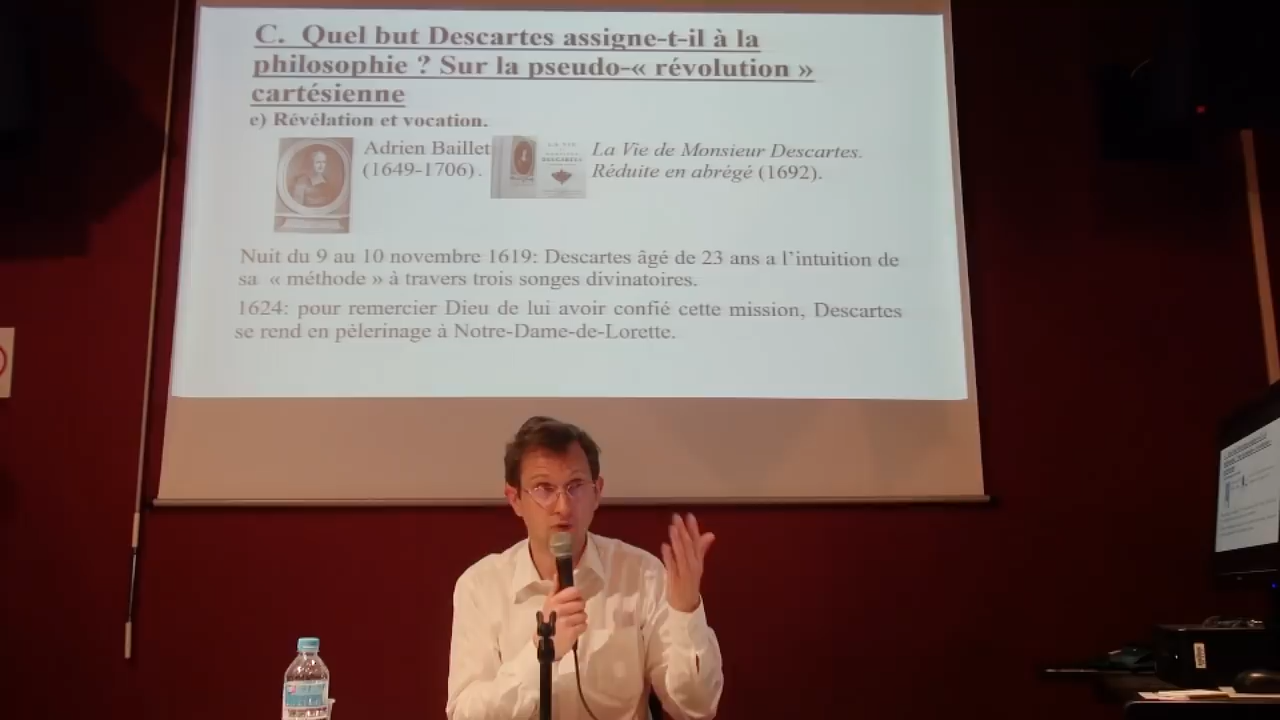 C. Quel but Descartes assigne-t-il à la
philosophie ? Sur la pseudo-« révolution »
cartésienne
e) Révélation et vocation.
Adrien Baillet
(1649-1706).
LA VIE
DESCARTES
La Vie de Monsieur Descartes.
Réduite en abrégé (1692).
Nuit du 9 au 10 novembre 1619: Descartes âgé de 23 ans a l'intuition de
sa « méthode » à travers trois songes divinatoires.
1624: pour remercier Dieu de lui avoir confié cette mission, Descartes
se rend en pèlerinage à Notre-Dame-de-Lorette.